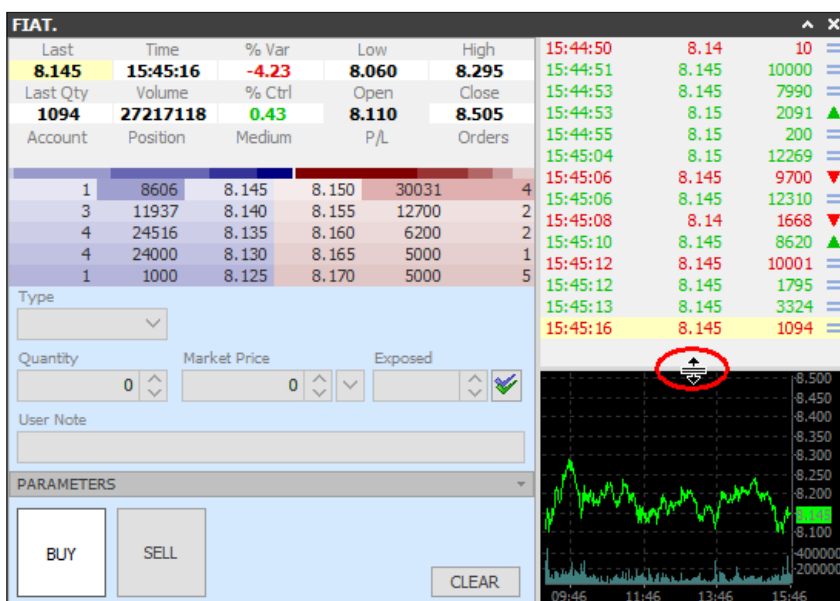 FIAT.
Last Time % Var Low High
8.145 15:45:16 -4.23 8.060 8.295
Last Qty Volume % Ctrl Open Close
1094 27217118 0.43 8.110 8.505
Account Position Medium P/L Orders
1 8606 8.145 8.150 30031 4
3 11937 8.140 8.155 12700 2
4 24516 8.135 8.160 6200 2
4 24000 8.130 8.165 5000 1
1 1000 8.125 8.170 5000 5
Type
Quantity Market Price Exposed
0 0
User Note
PARAMETERS
BUY SELL
CLEAR
15:44:50 8.14 10
15:44:51 8.145 10000
15:44:53 8.145 7990
15:44:53 8.15 2091
15:44:55 8.15 200
15:45:04 8.15 12269
15:45:06 8.145 9700
15:45:06 8.145 12310
15:45:08 8.14 1668
15:45:10 8.145 8620
15:45:12 8.145 10001
15:45:12 8.145 1795
15:45:13 8.145 3324
15:45:16 8.145 1094
8.500
8.450
8.400
8.350
8.300
8.250
8.200
8.145
8.100
400000
200000
09:46 11:46 13:46 15:46